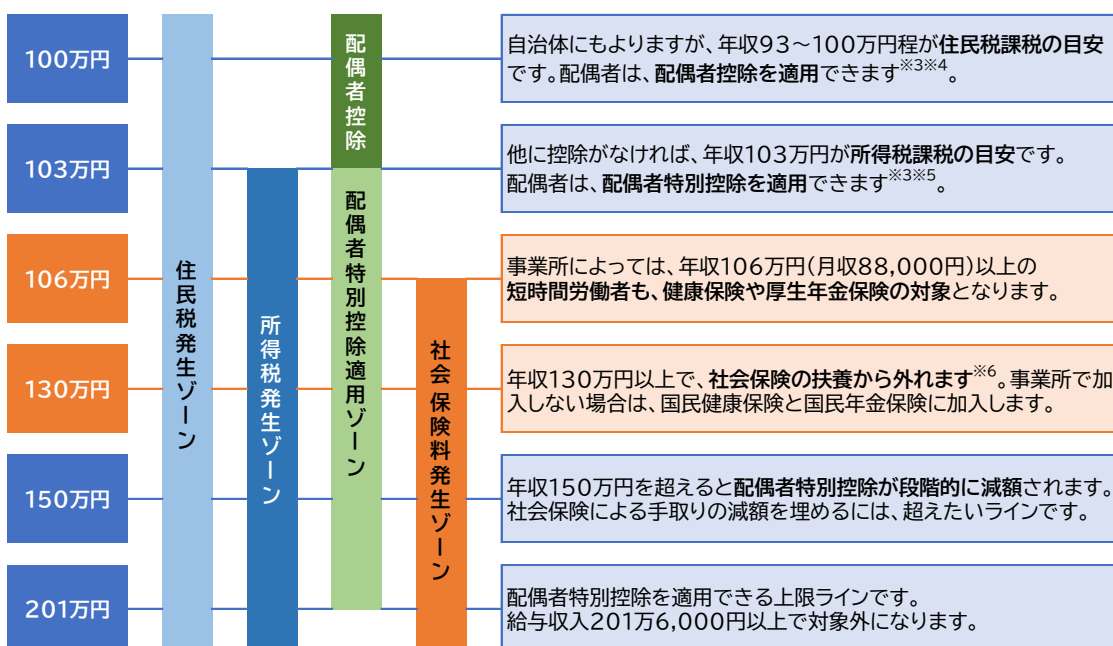 100万円
自治体にもよりますが、年収93～100万円程が住民税課税の目安
です。配偶者は、配偶者控除を適用できます※3※4。
103万円
他に控除がなければ、年収103万円が所得税課税の目安です。
配偶者は、配偶者特別控除を適用できます※3※5。
106万円
事業所によっては、年収106万円(月収88,000円)以上の
短時間労働者も、健康保険や厚生年金保険の対象となります。
130万円
年収130万円以上で、社会保険の扶養から外れます※6。事業所で加
入しない場合は、国民健康保険と国民年金保険に加入します。
150万円
年収150万円を超えると配偶者特別控除が段階的に減額されます。
社会保険による手取りの減額を埋めるには、超えたいラインです。
201万円
配偶者特別控除を適用できる上限ラインです。
給与収入201万6,000円以上で対象外になります。
住民税発生ゾーン
所得税発生ゾーン
配偶者控除
配偶者特別控除適用ゾーン
社会保険料発生ゾーン